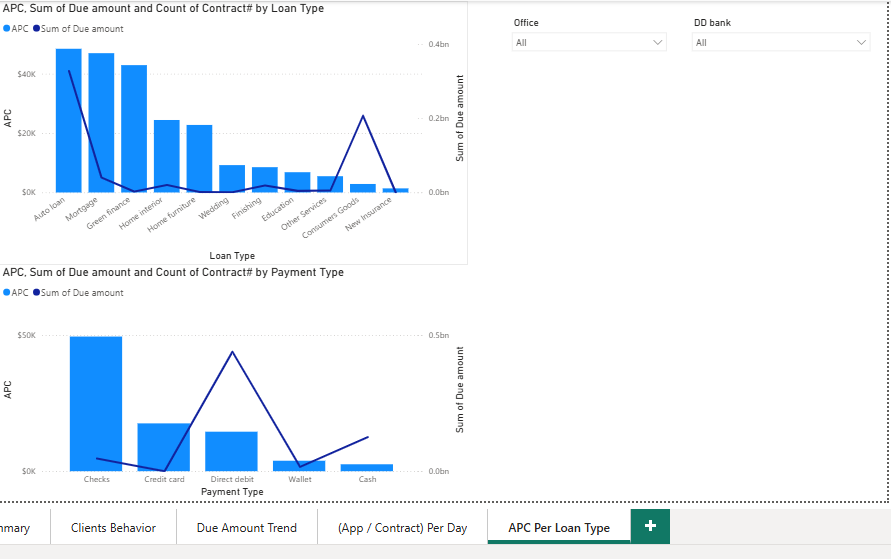 APC, Sum of Due amount and Count of Contract# by Loan Type
APC Sum of Due amount
Office
DD bank
All
All
0.4bn
$40K
0.2bn
$20K
0.0bn
$0K
APC
Sum of Due amount
Auto loan
Mortgage
Green finance
Home interior
Home furniture
Wedding
Finishing
Education
Other Services
Consumers Goods
New Insurance
Loan Type
APC, Sum of Due amount and Count of Contract# by Payment Type
APC Sum of Due amount
$50K
0.5bn
$0K
0.0bn
APC
Sum of Due amount
Checks
Credit card
Direct debit
Wallet
Cash
Payment Type
mmary
Clients Behavior
Due Amount Trend
(App / Contract) Per Day
APC Per Loan Type
+